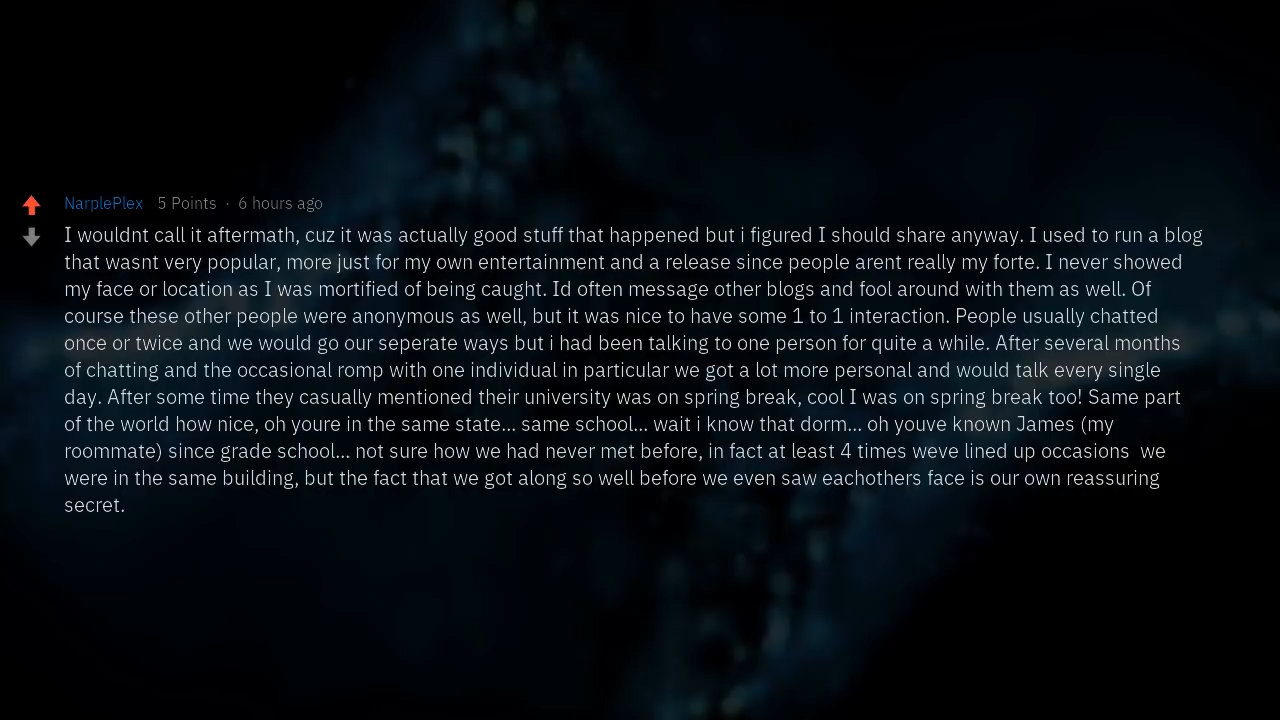 NarplePlex 5 Points · 6 hours ago
I wouldnt call it aftermath, cuz it was actually good stuff that happened but i figured I should share anyway. I used to run a blog
that wasnt very popular, more just for my own entertainment and a release since people arent really my forte. I never showed
my face or location as I was mortified of being caught. Id often message other blogs and fool around with them as well. Of
course these other people were anonymous as well, but it was nice to have some 1 to 1 interaction. People usually chatted
once or twice and we would go our seperate ways but i had been talking to one person for quite a while. After several months
of chatting and the occasional romp with one individual in particular we got a lot more personal and would talk every single
day. After some time they casually mentioned their university was on spring break, cool I was on spring break too! Same part
of the world how nice, oh youre in the same state... same school... wait i know that dorm... oh youve known James (my
roommate) since grade school... not sure how we had never met before, in fact at least 4 times weve lined up occasions  we
were in the same building, but the fact that we got along so well before we even saw eachothers face is our own reassuring
secret.